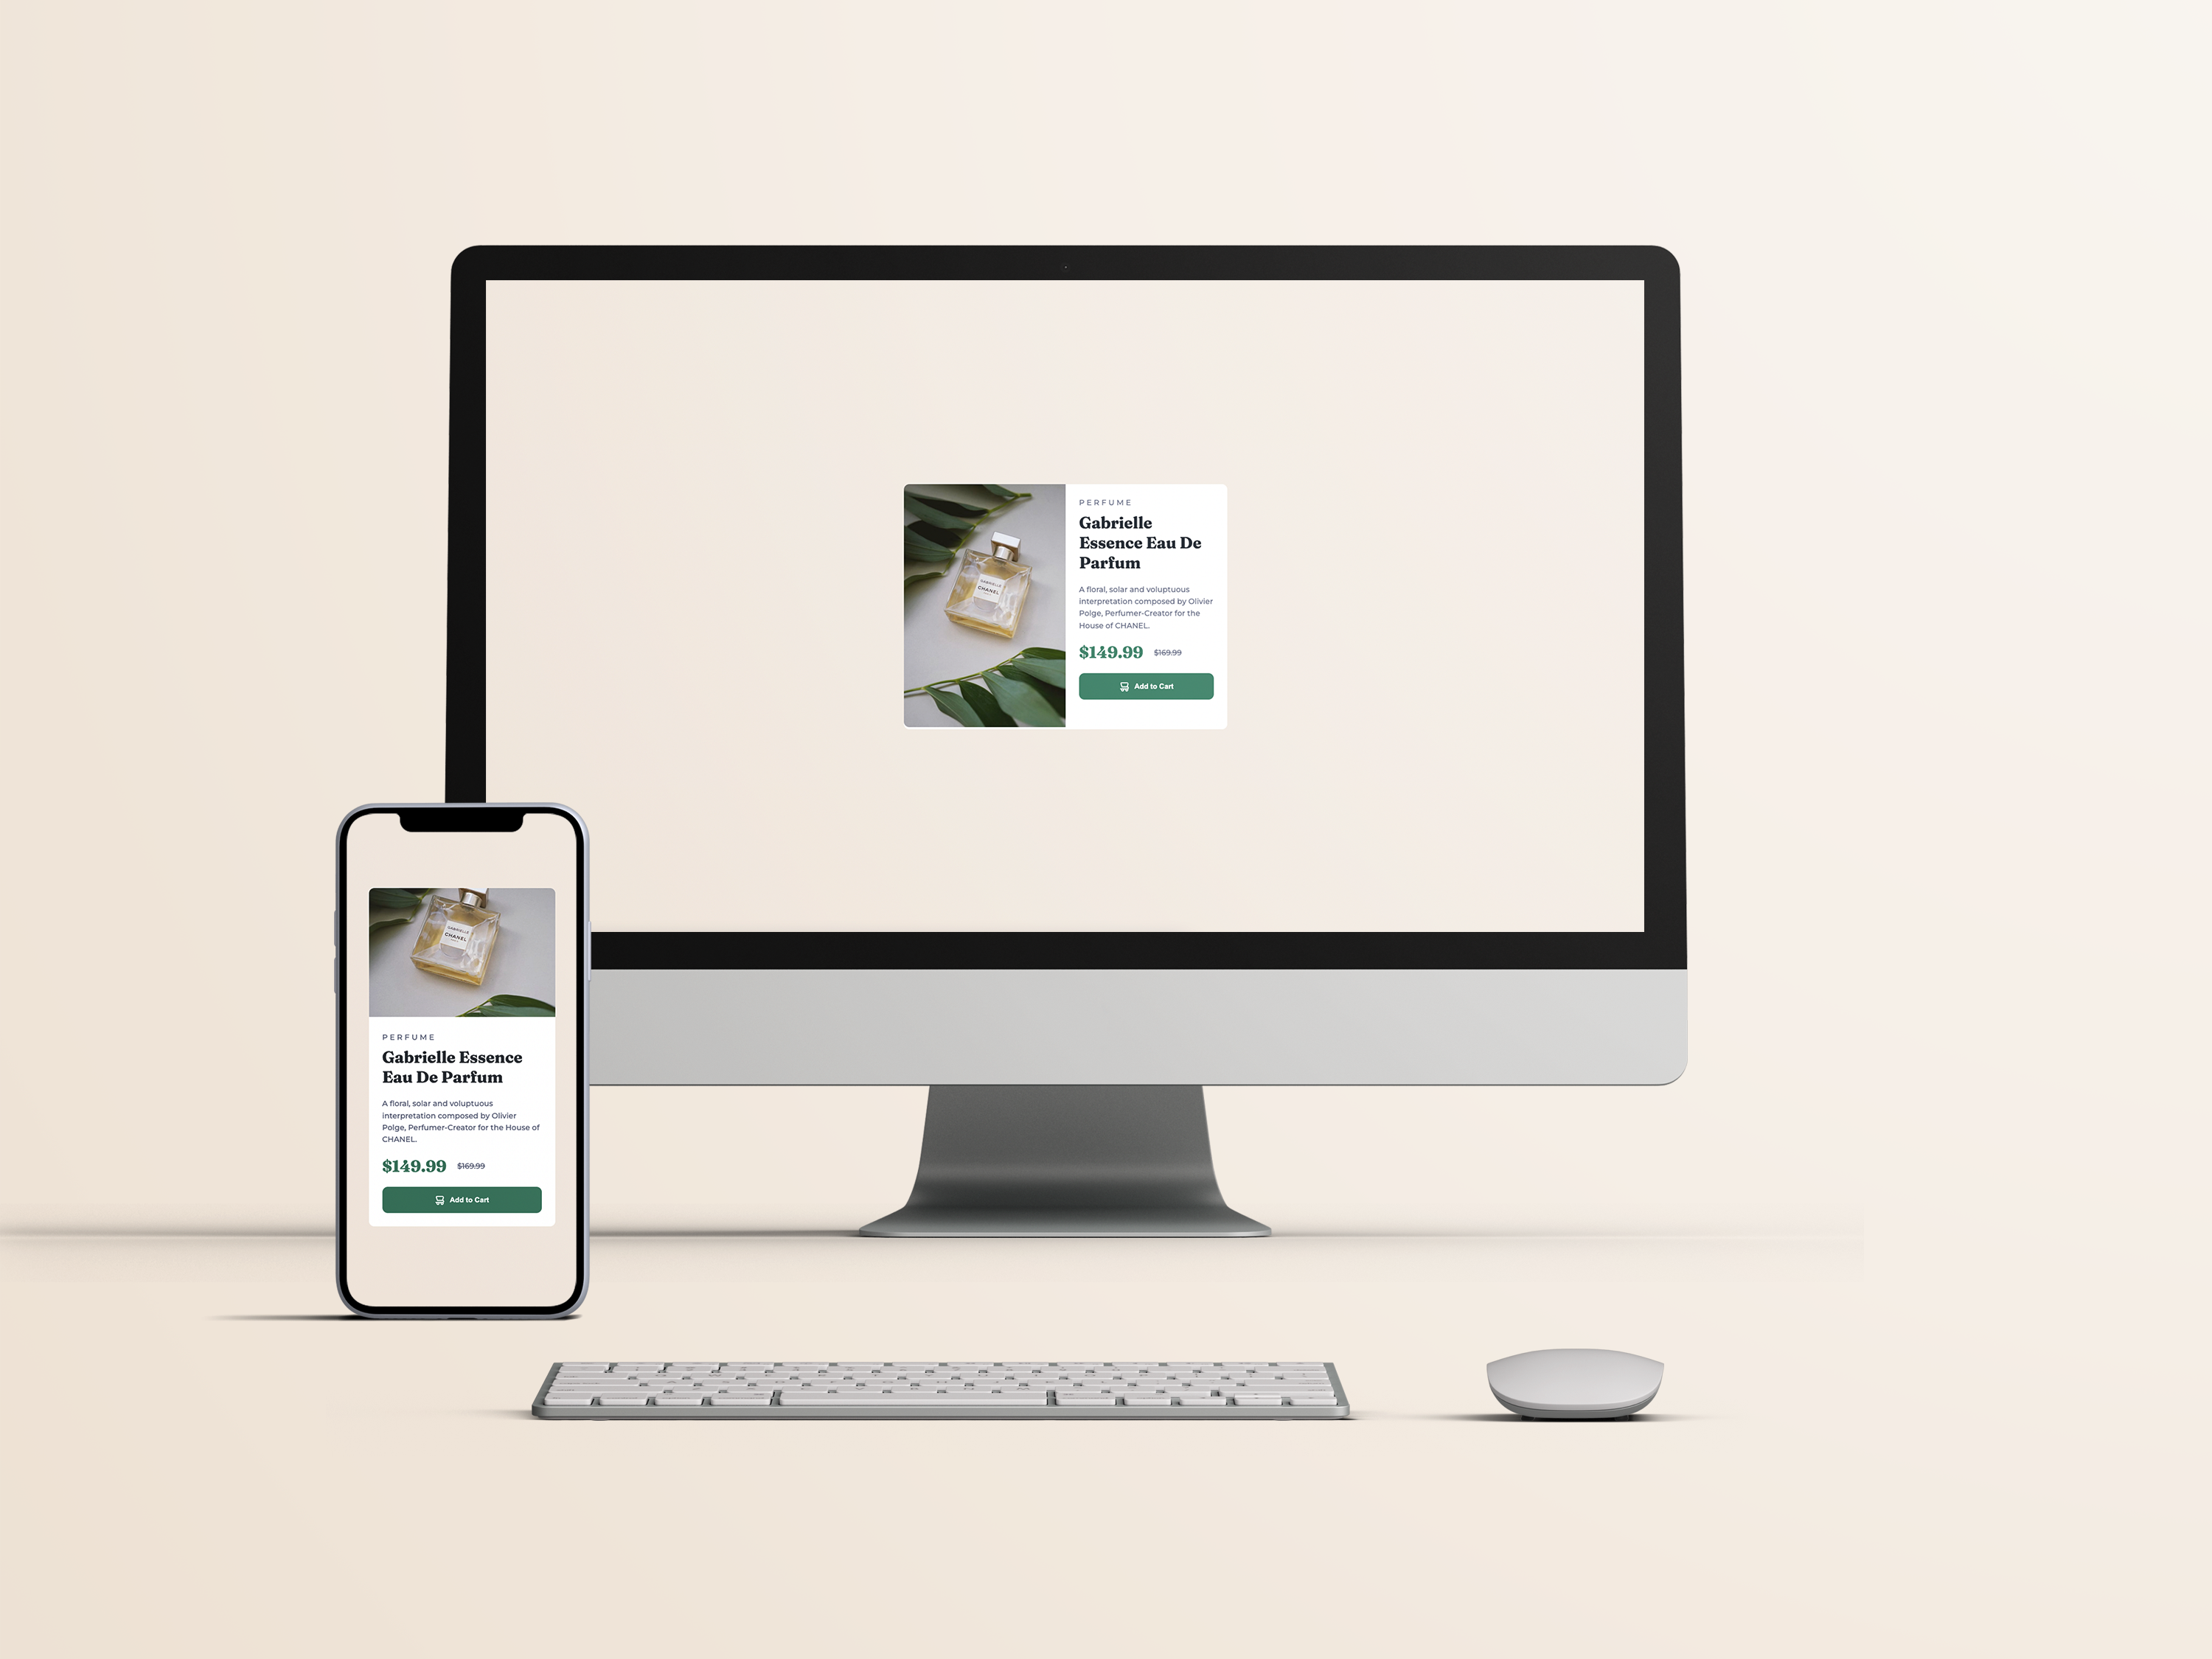 GABRIELLE
CHANEL
PERFUME
Gabrielle
Essence Eau De
Parfum
A floral, solar and voluptuous
interpretation composed by Olivier
Polge, Perfumer-Creator for the
House of CHANEL.
$149.99 $169.99
Add to Cart
GABRIELLE
CHANEL
PERFUME
Gabrielle Essence
Eau De Parfum
A floral, solar and voluptuous
interpretation composed by Olivier
Polge, Perfumer-Creator for the House of
CHANEL.
$149.99 $169.99
Add to Cart